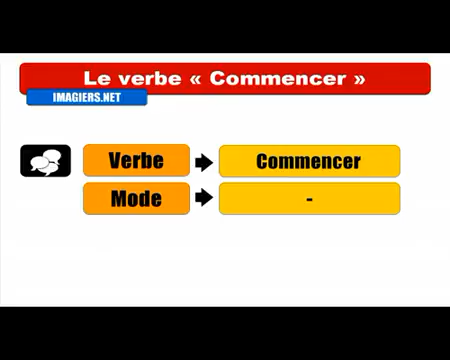 Le verbe « Commencer »
IMAGIERS.NET
Verbe Commencer
Mode -